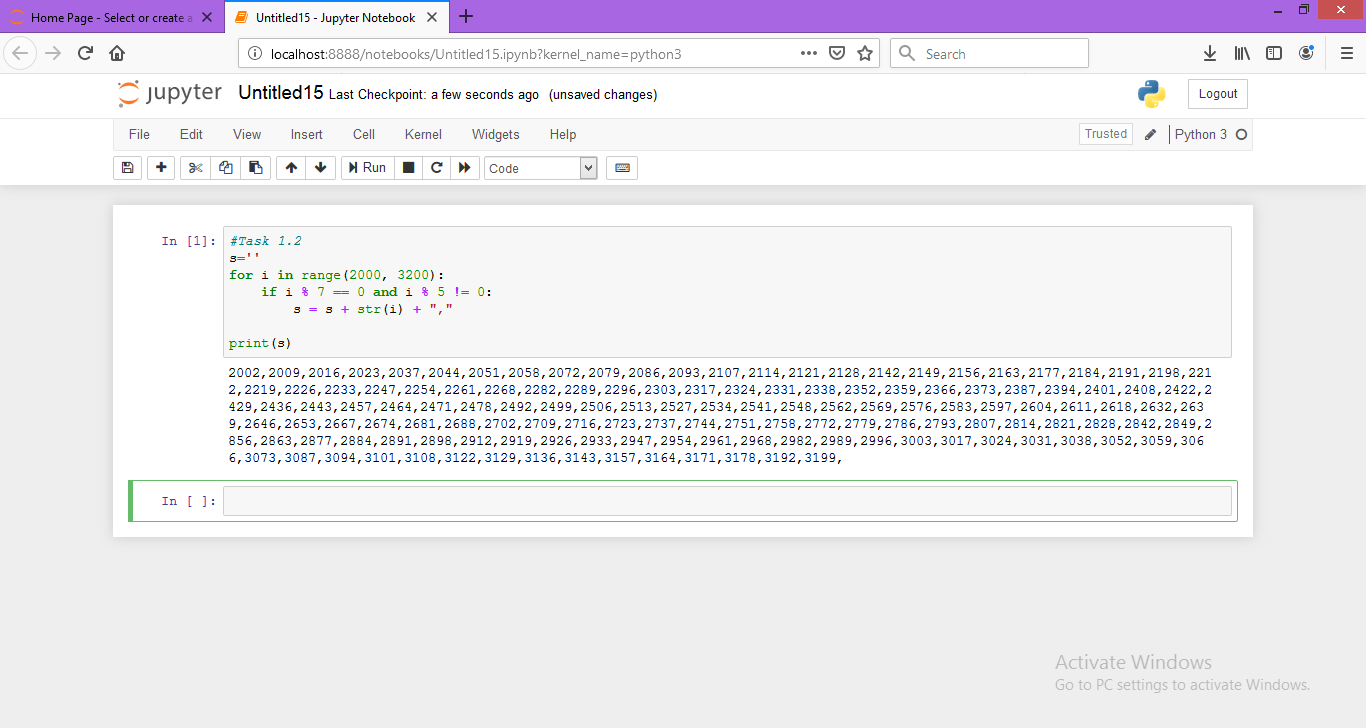 Home Page - Select or create a
Untitled15 - Jupyter Notebook
localhost:8888/notebooks/Untitled15.ipynb?kernel_name=python3
Search
jupyter Untitled15 Last Checkpoint: a few seconds ago (unsaved changes)
Logout
File Edit View Insert Cell Kernel Widgets Help
Trusted
Python 3
Run
Code
In [1]:
#Task 1.2
s=''
for i in range(2000, 3200):
    if i % 7 == 0 and i % 5 != 0:
        s = s + str(i) + ","
print(s)
2002,2009,2016,2023,2037,2044,2051,2058,2072,2079,2086,2093,2107,2114,2121,2128,2142,2149,2156,2163,2177,2184,2191,2198,221
2,2219,2226,2233,2247,2254,2261,2268,2282,2289,2296,2303,2317,2324,2331,2338,2352,2359,2366,2373,2387,2394,2401,2408,2422,2
429,2436,2443,2457,2464,2471,2478,2492,2499,2506,2513,2527,2534,2541,2548,2562,2569,2576,2583,2597,2604,2611,2618,2632,263
9,2646,2653,2667,2674,2681,2688,2702,2709,2716,2723,2737,2744,2751,2758,2772,2779,2786,2793,2807,2814,2821,2828,2842,2849,2
856,2863,2877,2884,2891,2898,2912,2919,2926,2933,2947,2954,2961,2968,2982,2989,2996,3003,3017,3024,3031,3038,3052,3059,306
6,3073,3087,3094,3101,3108,3122,3129,3136,3143,3157,3164,3171,3178,3192,3199,
In [ ]:
Activate Windows
Go to PC settings to activate Windows.